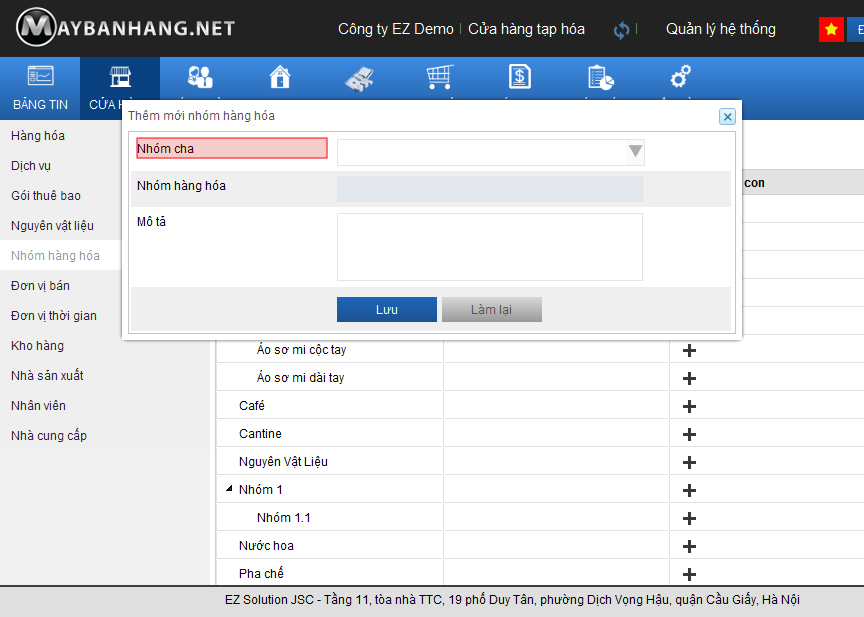 MAYBANHANG.NET
Công ty EZ Demo | Cửa hàng tạp hóa | Quản lý hệ thống
BẢNG TIN
CỬA H
Thêm mới nhóm hàng hóa
Nhóm cha
Nhóm hàng hóa
Mô tả
Lưu Làm lại
Hàng hóa
Dịch vụ
Gói thuê bao
Nguyên vật liệu
Nhóm hàng hóa
Đơn vị bán
Đơn vị thời gian
Kho hàng
Nhà sản xuất
Nhân viên
Nhà cung cấp
con
Áo sơ mi cộc tay
Áo sơ mi dài tay
Café
Cantine
Nguyên Vật Liệu
Nhóm 1
Nhóm 1.1
Nước hoa
Pha chế
EZ Solution JSC - Tầng 11, tòa nhà TTC, 19 phố Duy Tân, phường Dịch Vọng Hậu, quận Cầu Giấy, Hà Nội